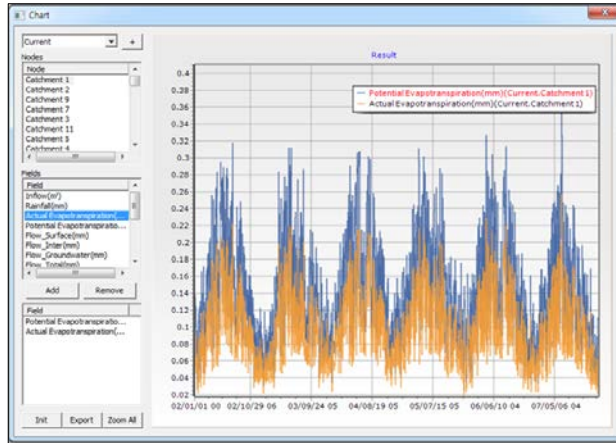 Chart
Current
+
Nodes
Node
Catchment 1
Catchment 2
Catchment 9
Catchment 7
Catchment 3
Catchment 11
Catchment 5
Catchment 4
Fields
Field
Inflow(m³)
Rainfall(mm)
Actual Evapotranspiration(...
Potential Evapotranspiratio...
Flow_Surface(mm)
Flow_Inter(mm)
Flow_Groundwater(mm)
Flow_Total(mm)
Add Remove
Field
Potential Evapotranspiratio...
Actual Evapotranspiration(...
Init Export Zoom All
Result
Potential Evapotranspiration(mm)(Current.Catchment 1)
Actual Evapotranspiration(mm)(Current.Catchment 1)
0.4
0.38
0.36
0.34
0.32
0.3
0.28
0.26
0.24
0.22
0.2
0.18
0.16
0.14
0.12
0.1
0.08
0.06
0.04
0.02
02/01/01 00 02/10/29 06 03/09/24 05 04/08/19 05 05/07/15 05 06/06/10 04 07/05/06 04